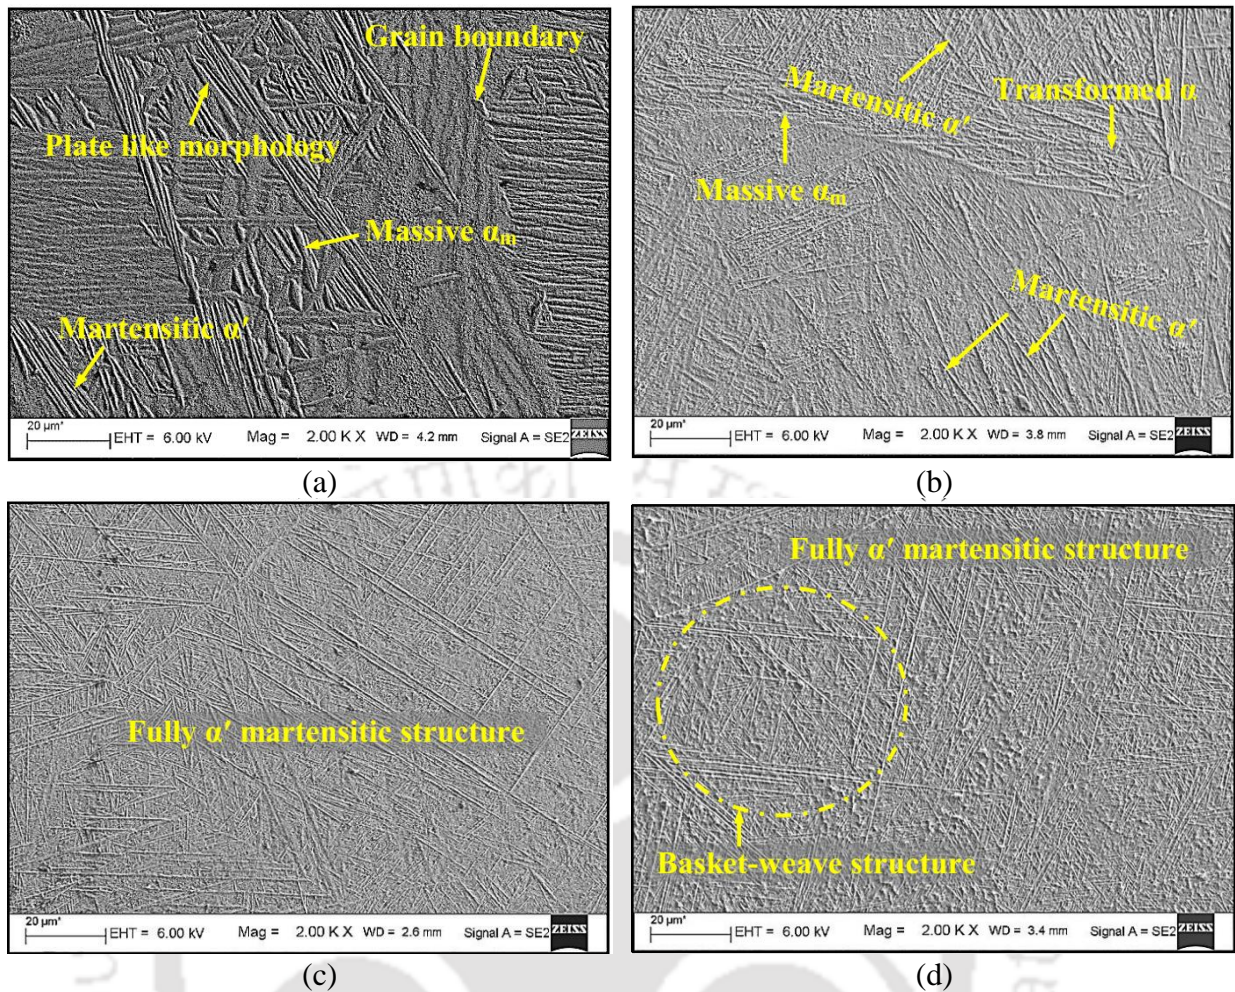 Grain boundary
Plate like morphology
Massive αm
Martensitic α′
20 µm*
EHT = 6.00 kV Mag = 2.00 K X WD = 4.2 mm Signal A = SE2 ZEISS
(a)
Martensitic α′
Transformed α
Massive αm
Martensitic α′
20 µm*
EHT = 6.00 kV Mag = 2.00 K X WD = 3.8 mm Signal A = SE2 ZEISS
(b)
Fully α′ martensitic structure
20 µm*
EHT = 6.00 kV Mag = 2.00 K X WD = 2.6 mm Signal A = SE2 ZEISS
(c)
Fully α′ martensitic structure
Basket-weave structure
20 µm*
EHT = 6.00 kV Mag = 2.00 K X WD = 3.4 mm Signal A = SE2 ZEISS
(d)